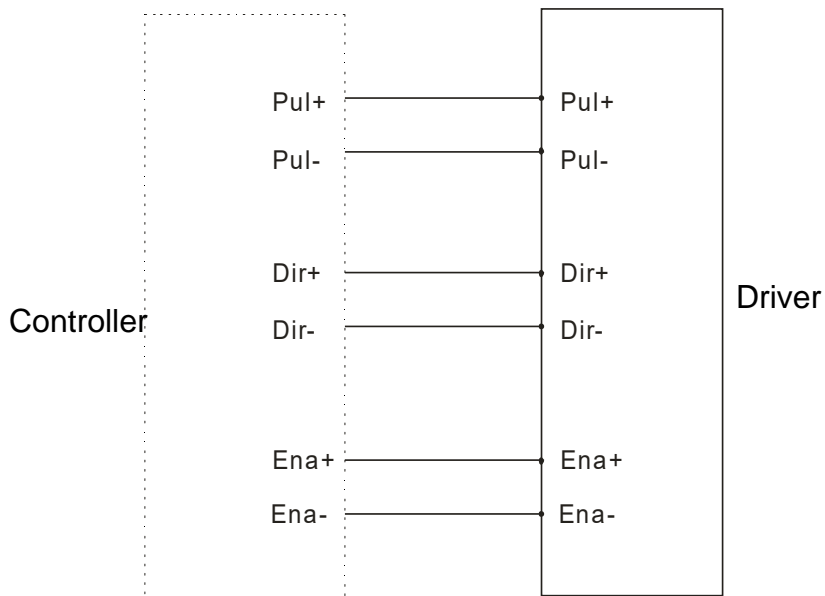 Pul+ Pul+
Pul- Pul-
Dir+ Dir+
Driver
Controller
Dir- Dir-
Ena+ Ena+
Ena- Ena-